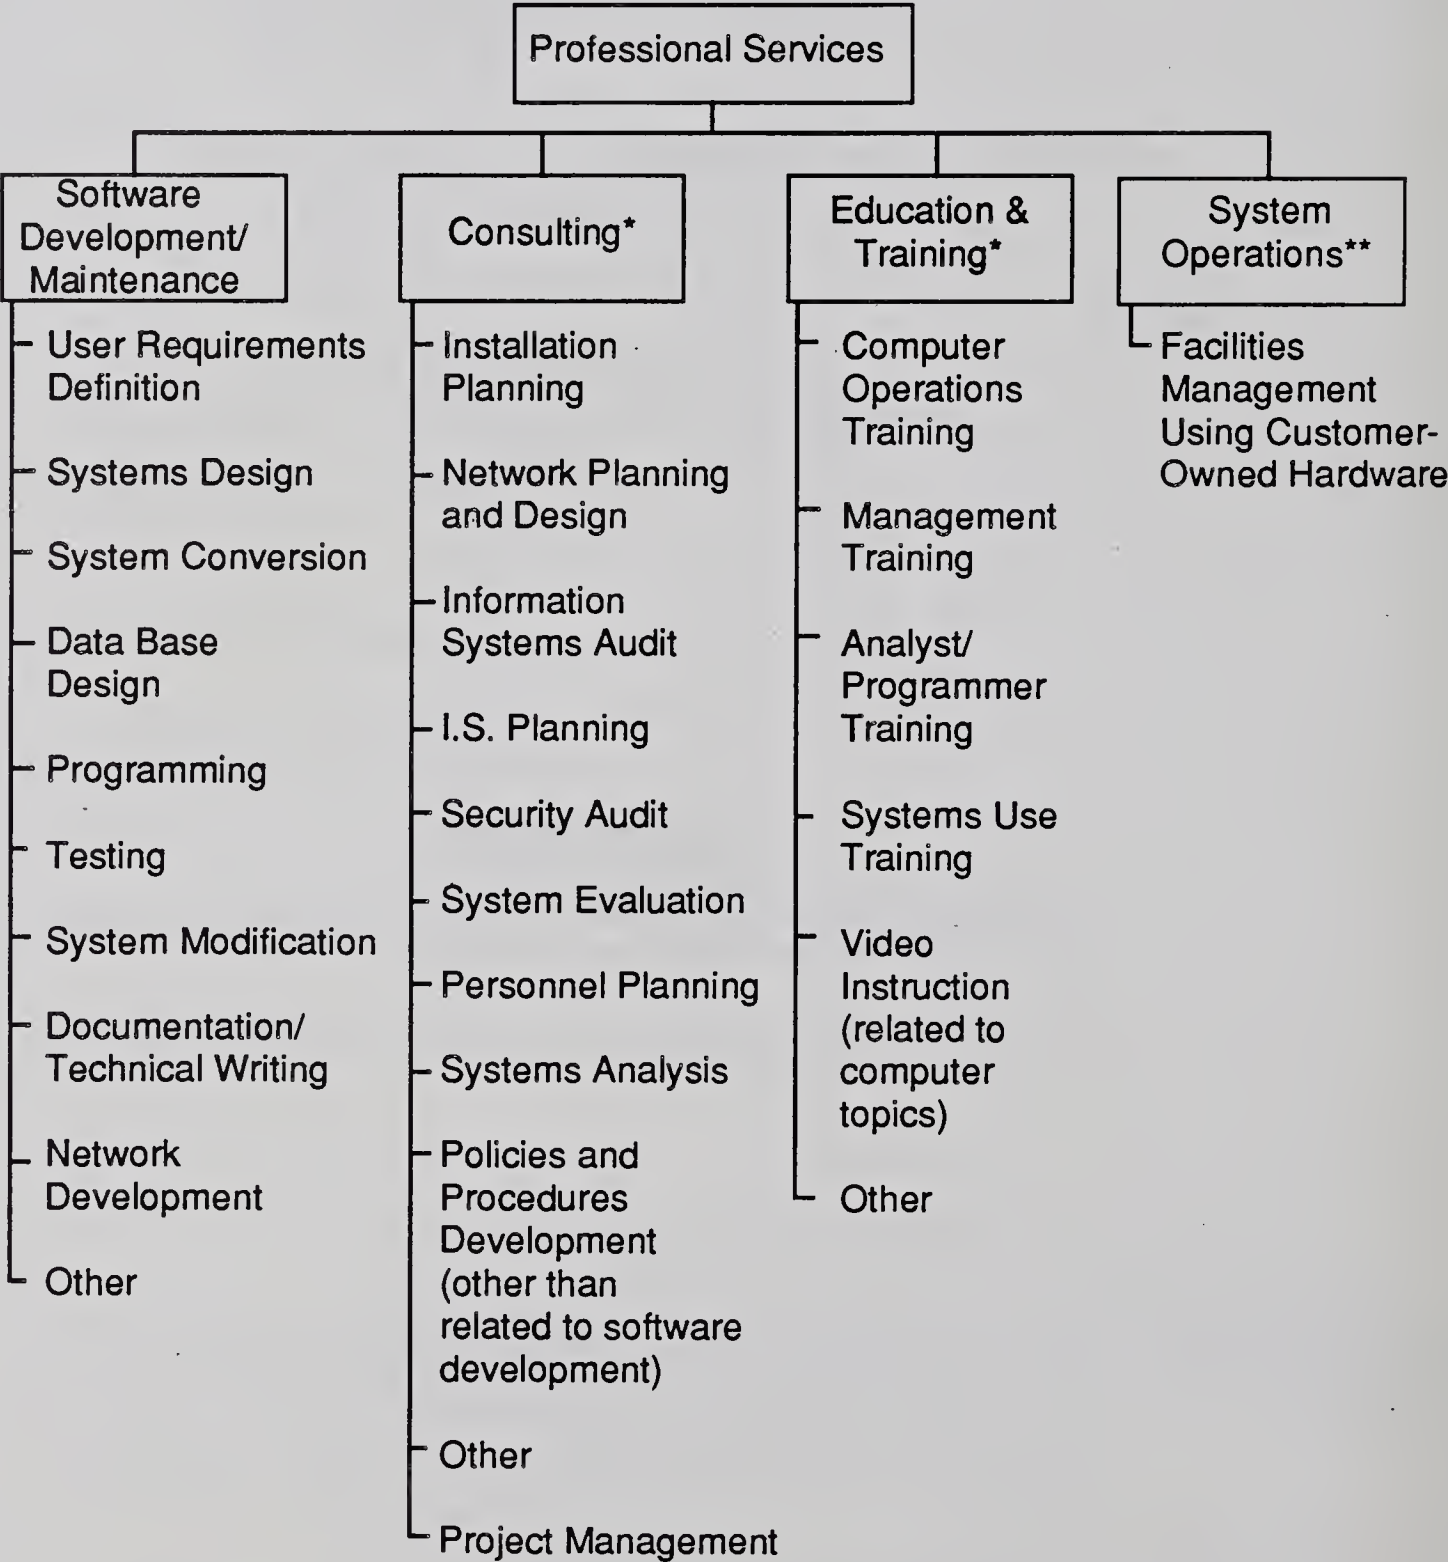 Professional Services
Software
Development/
Maintenance
User Requirements
Definition
Systems Design
System Conversion
Data Base
Design
Programming
Testing
System Modification
Documentation/
Technical Writing
Network
Development
Other
Consulting*
Installation
Planning
Network Planning
and Design
Information
Systems Audit
I.S. Planning
Security Audit
System Evaluation
Personnel Planning
Systems Analysis
Policies and
Procedures
Development
(other than
related to software
development)
Other
Project Management
Education &
Training*
Computer
Operations
Training
Management
Training
Analyst/
Programmer
Training
Systems Use
Training
Video
Instruction
(related to
computer
topics)
Other
System
Operations**
Facilities
Management
Using Customer-
Owned Hardware